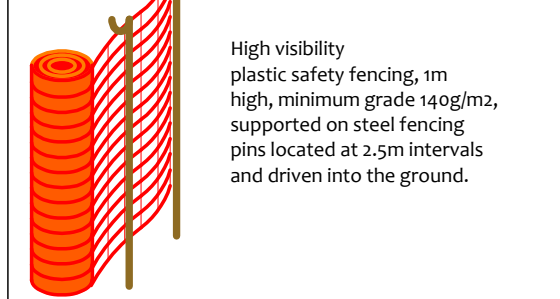 High visibility
plastic safety fencing, 1m
high, minimum grade 140g/m2,
supported on steel fencing
pins located at 2.5m intervals
and driven into the ground.